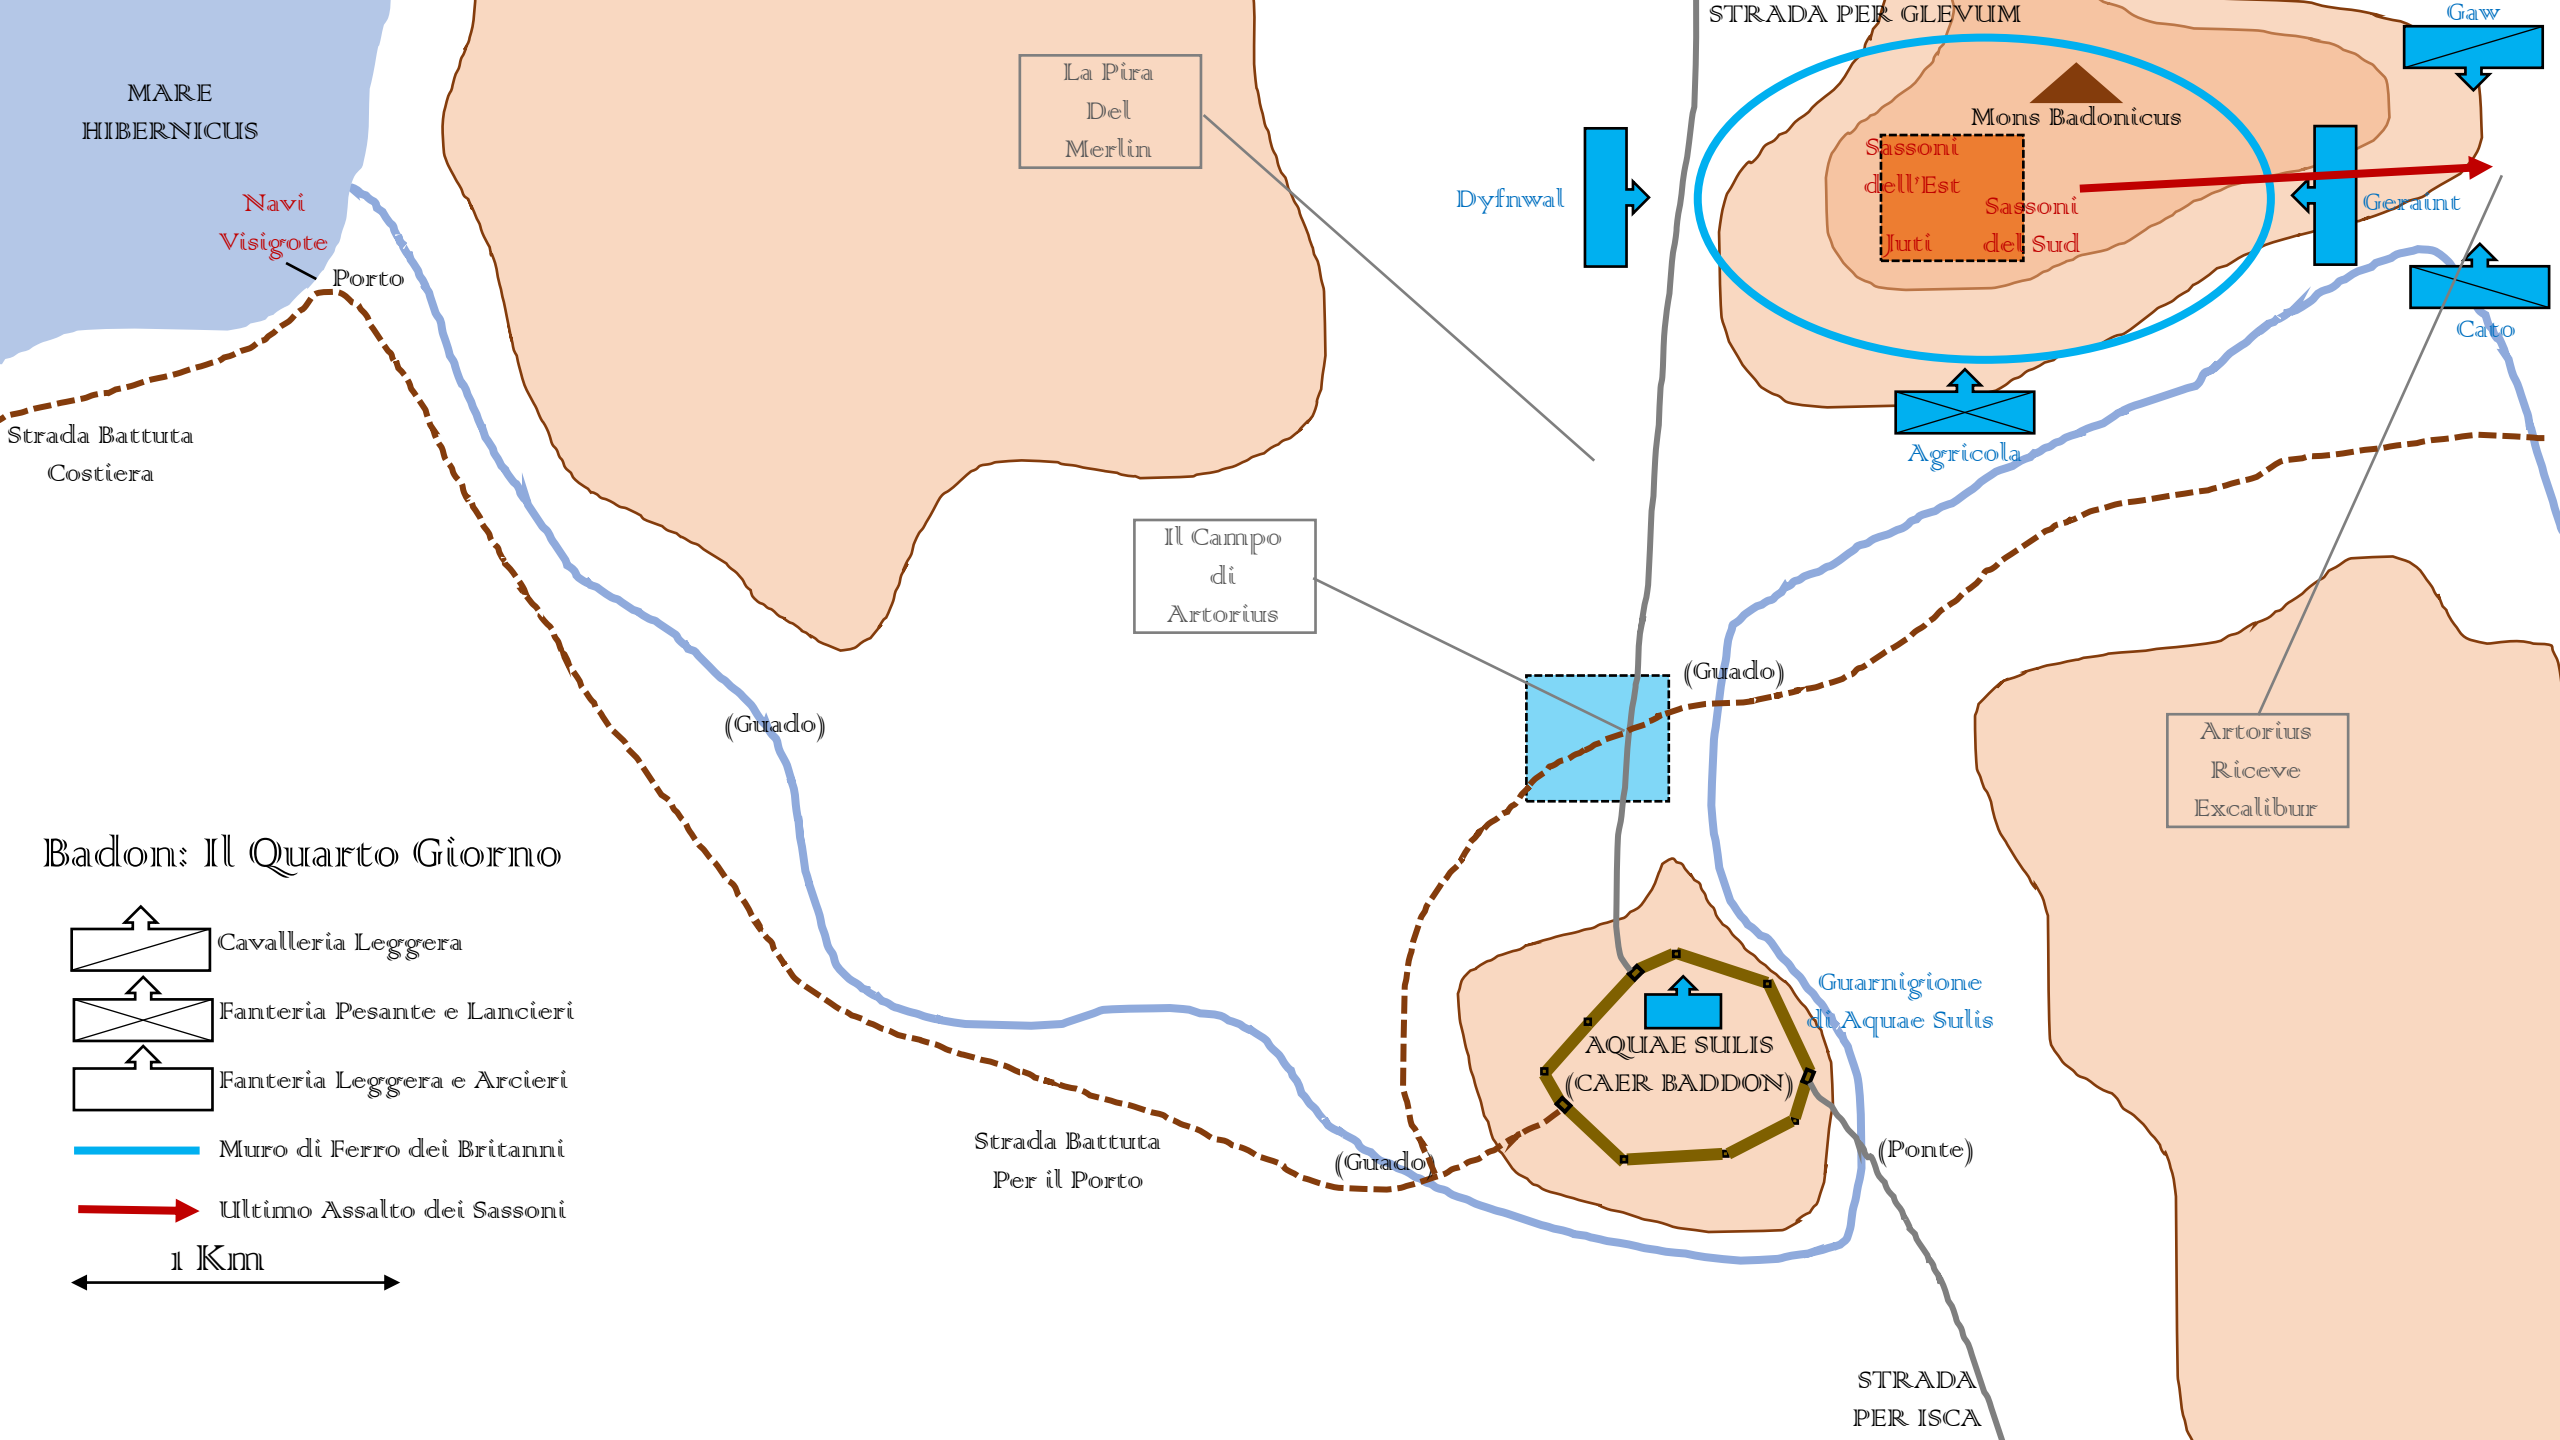 STRADA PER GLEVUM
Gaw
La Pira
Del
Merlin
MARE
HIBERNICUS
Mons Badonicus
Sassoni
dell'Est
Sassoni
del Sud
Juti
Dyfnwal
Geraint
Navi
Visigote
Porto
Cato
Strada Battuta
Costiera
Agricola
Il Campo
di
Artorius
(Guado)
(Guado)
Artorius
Riceve
Excalibur
Badon: Il Quarto Giorno
Cavalleria Leggera
Fanteria Pesante e Lancieri
Fanteria Leggera e Arcieri
Muro di Ferro dei Britanni
Ultimo Assalto dei Sassoni
1 Km
Guarnigione
di Aquae Sulis
AQUAE SULIS
(CAER BADDON)
Strada Battuta
Per il Porto
(Guado)
(Ponte)
STRADA
PER ISCA